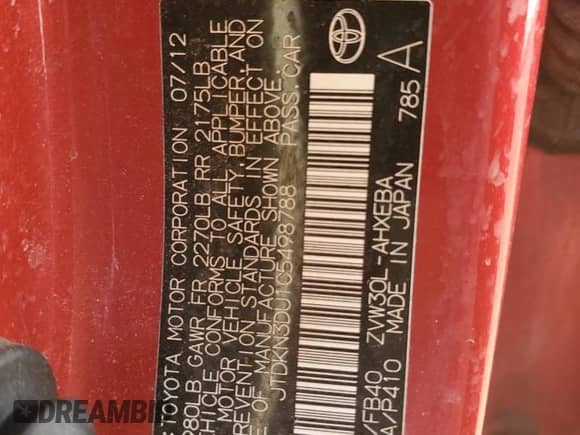 :TOYOTA MOTOR CORPORATION 07/12
280LB GAWR FR 2270LB RR 2175LB
VEHICLE CONFORMS TO ALL APPLICABLE
MOTOR VEHICLE SAFETY, BUMPER, AND
PREVENTION STANDARDS IN EFFECT ON
E OF MANUFACTURE SHOWN ABOVE.
JTDKN3DU1C5498788 PASS. CAR
/FB40 ZVW30L-AHXEBA
A/P410 MADE IN JAPAN 785 A
DREAMBI